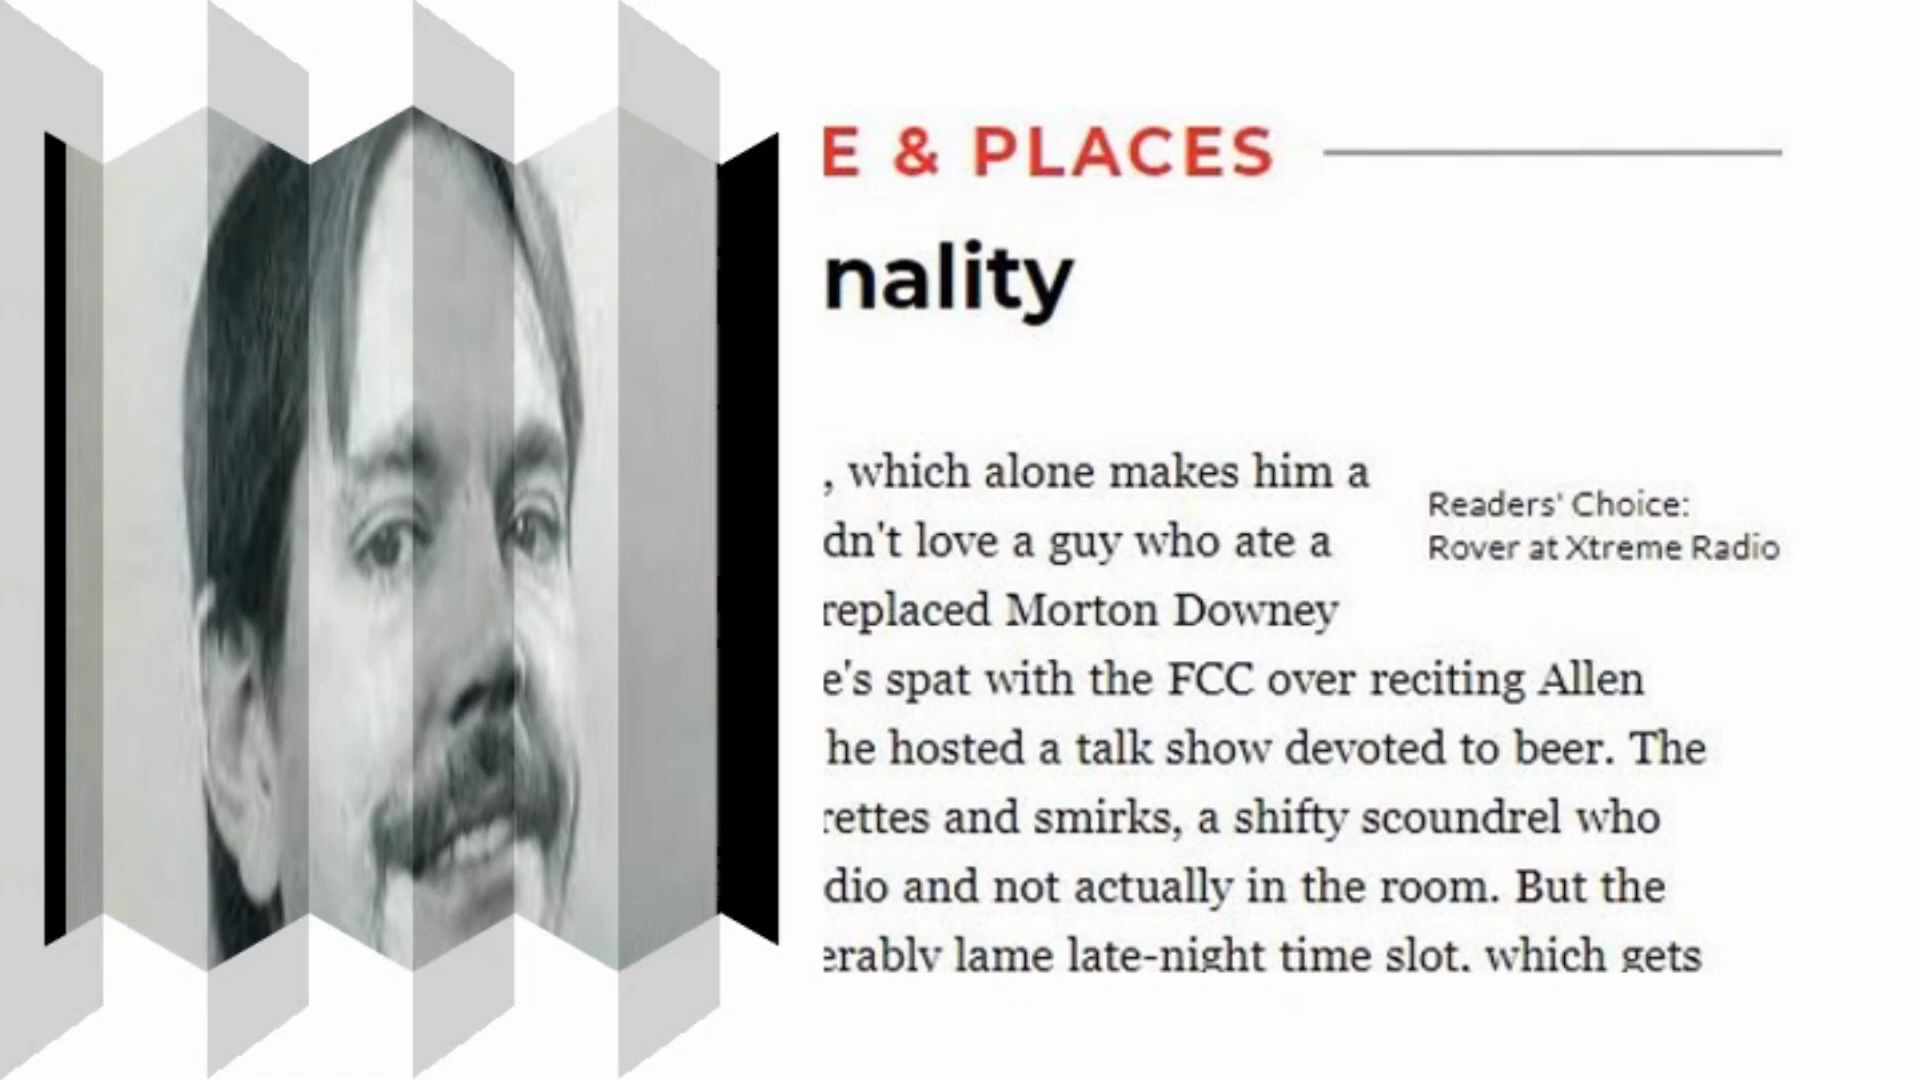 E & PLACES
nality
, which alone makes him a
dn't love a guy who ate a
replaced Morton Downey
e's spat with the FCC over reciting Allen
he hosted a talk show devoted to beer. The
rettes and smirks, a shifty scoundrel who
dio and not actually in the room. But the
erably lame late-night time slot, which gets
Readers' Choice:
Rover at Xtreme Radio